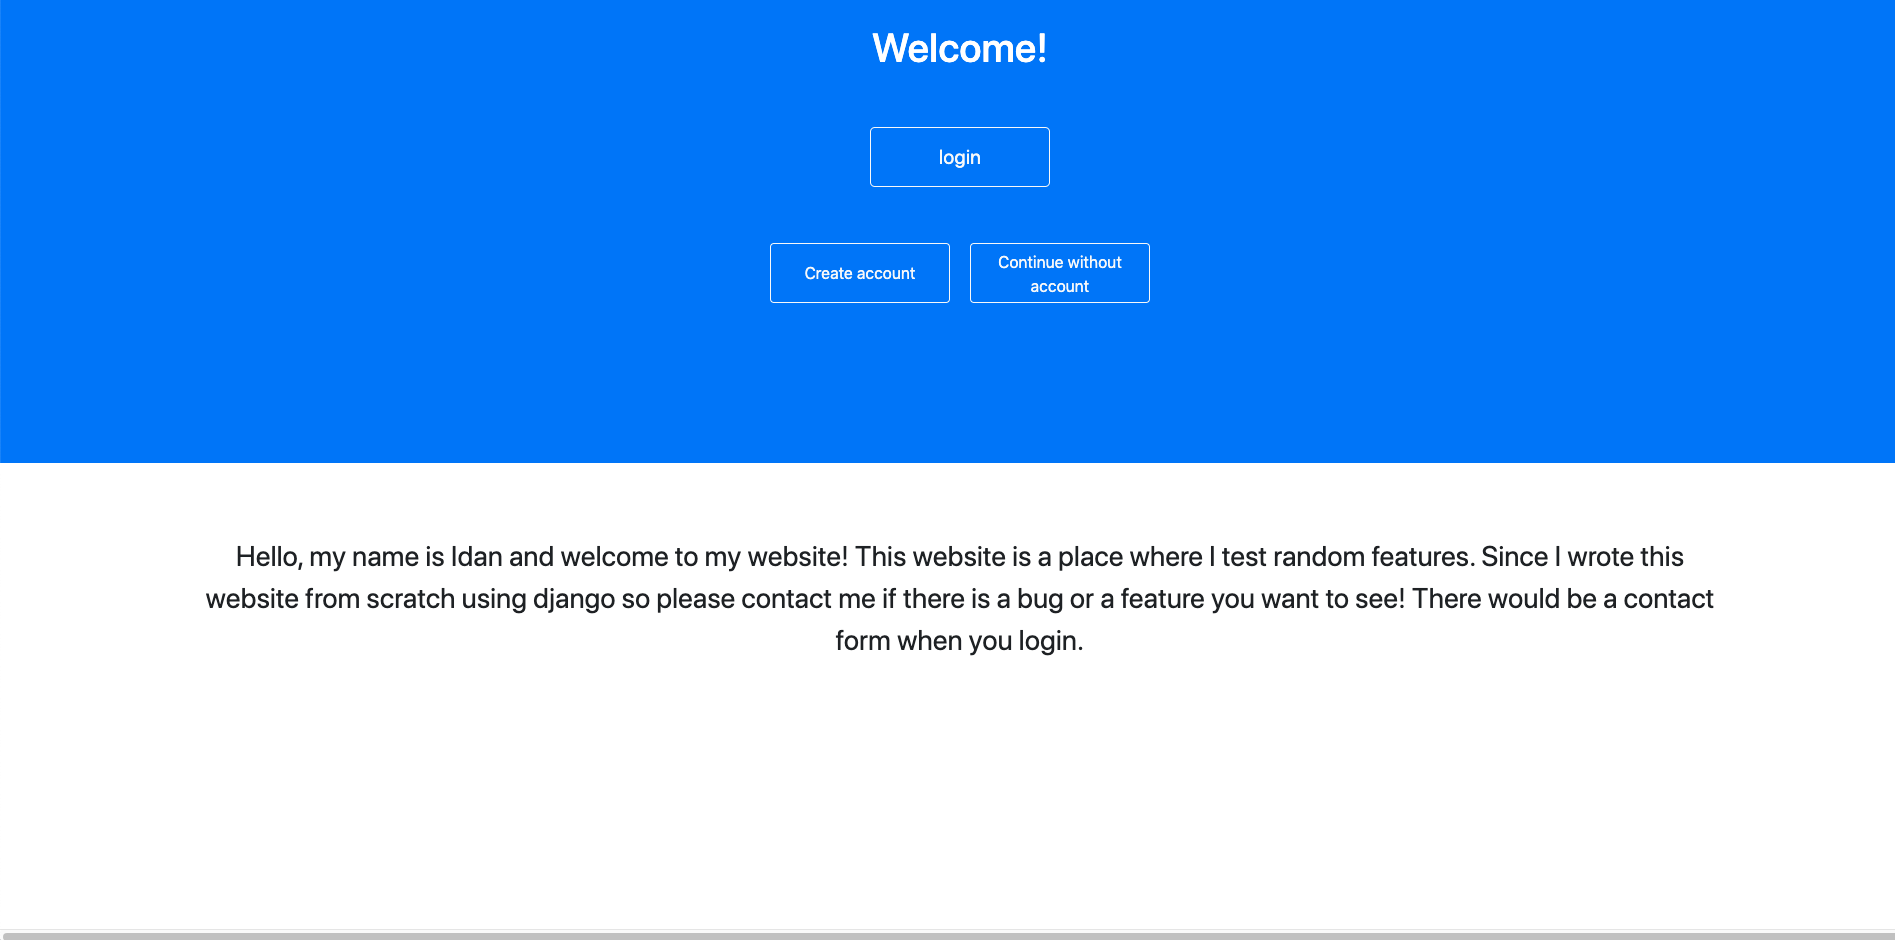 Welcome!
login
Create account
Continue without
account
Hello, my name is Idan and welcome to my website! This website is a place where I test random features. Since I wrote this
website from scratch using django so please contact me if there is a bug or a feature you want to see! There would be a contact
form when you login.